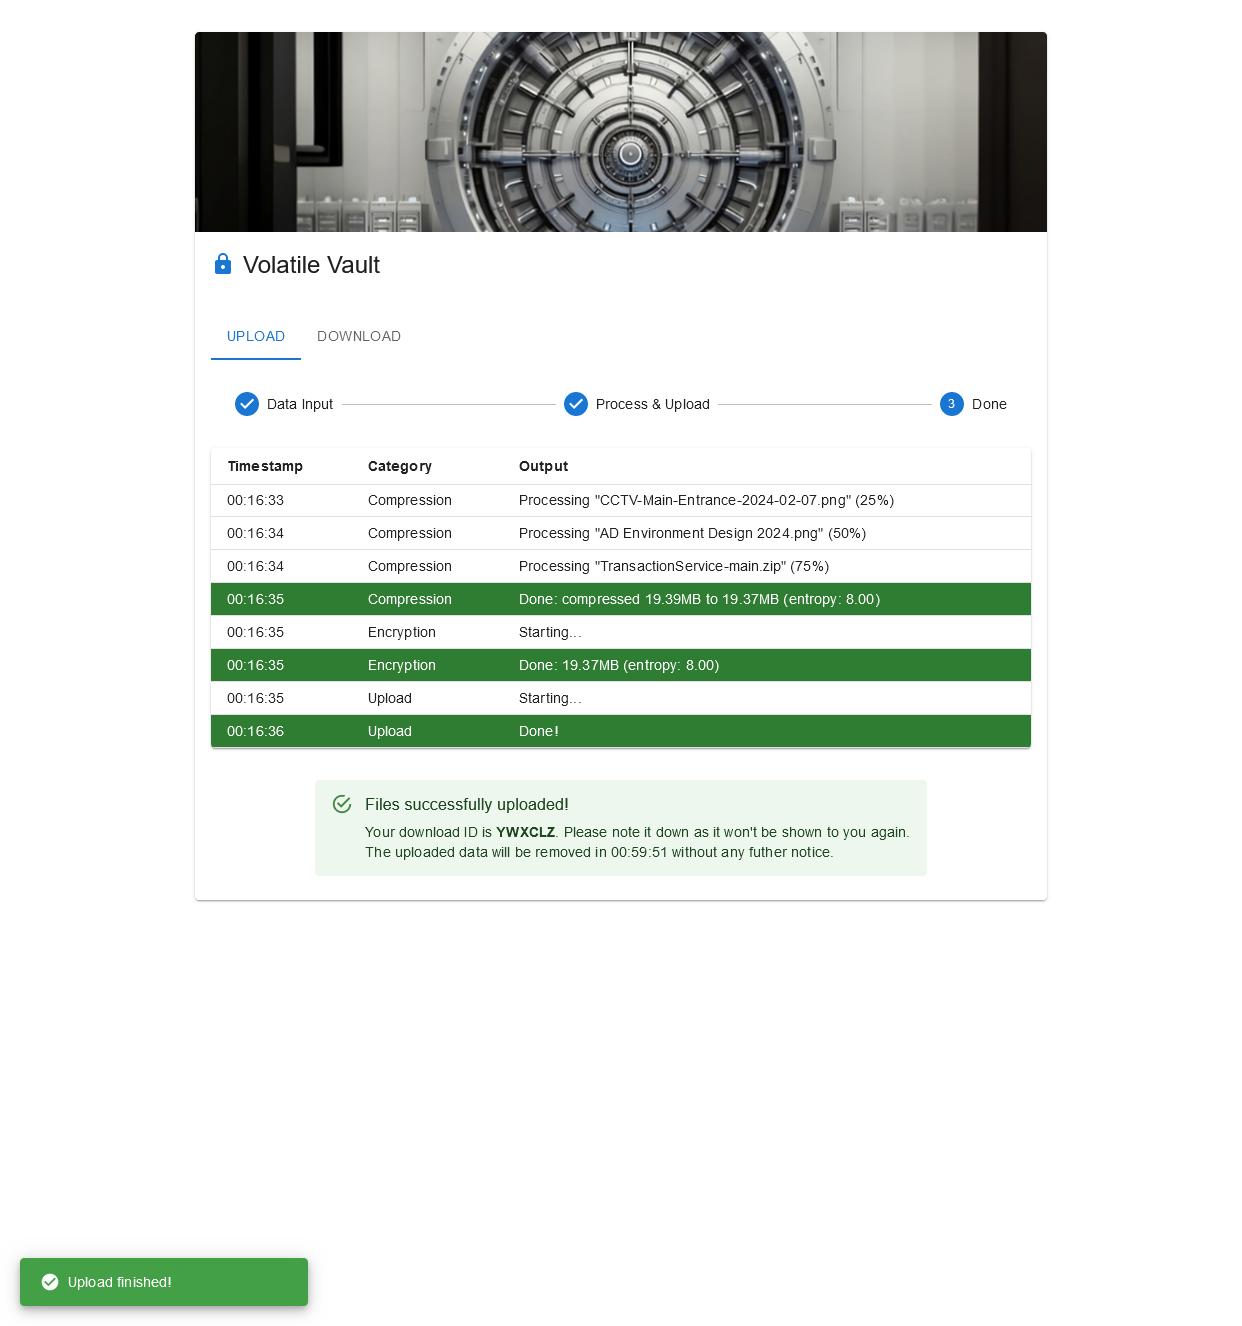 Volatile Vault
UPLOAD DOWNLOAD
Data Input Process & Upload 3 Done
Timestamp Category Output
00:16:33 Compression Processing "CCTV-Main-Entrance-2024-02-07.png" (25%)
00:16:34 Compression Processing "AD Environment Design 2024.png" (50%)
00:16:34 Compression Processing "TransactionService-main.zip" (75%)
00:16:35 Compression Done: compressed 19.39MB to 19.37MB (entropy: 8.00)
00:16:35 Encryption Starting...
00:16:35 Encryption Done: 19.37MB (entropy: 8.00)
00:16:35 Upload Starting...
00:16:36 Upload Done!
Files successfully uploaded!
Your download ID is YWXCLZ. Please note it down as it won't be shown to you again.
The uploaded data will be removed in 00:59:51 without any futher notice.
Upload finished!